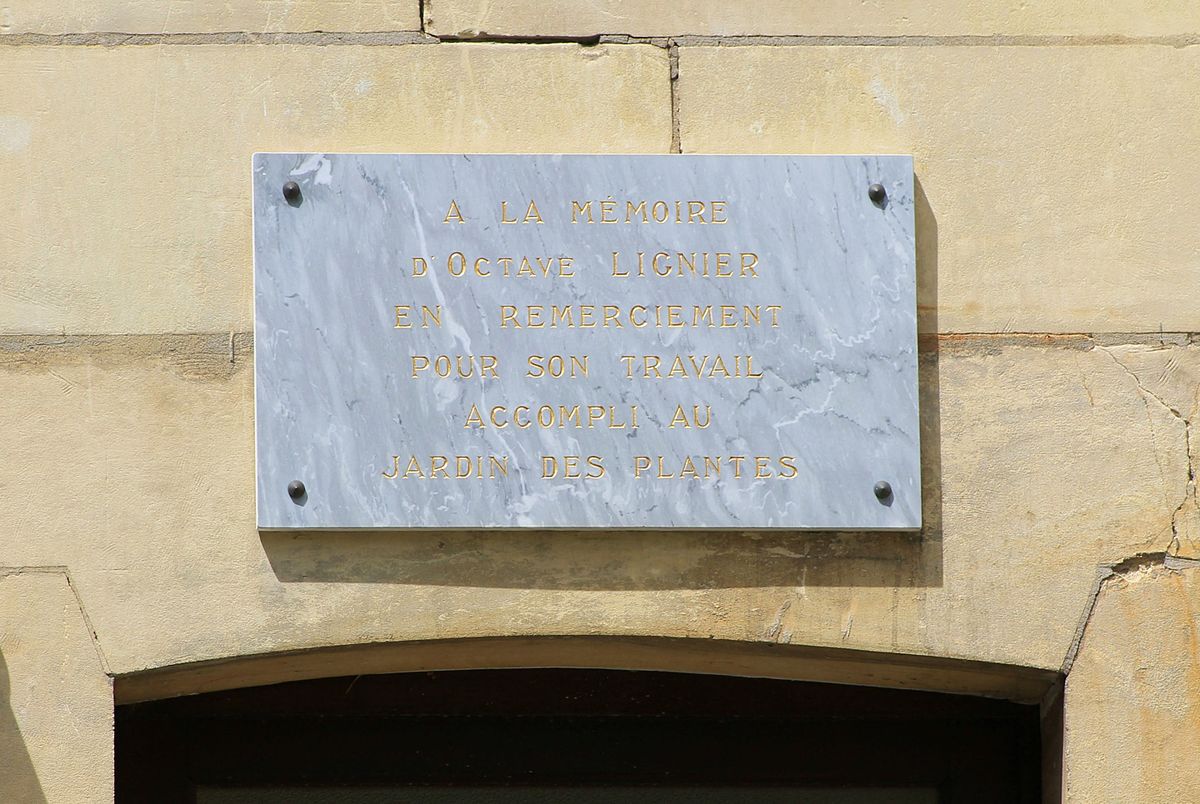 A LA MÉMOIRE
D'OCTAVE LIGNIER
EN REMERCIEMENT
POUR SON TRAVAIL
ACCOMPLI AU
JARDIN DES PLANTES